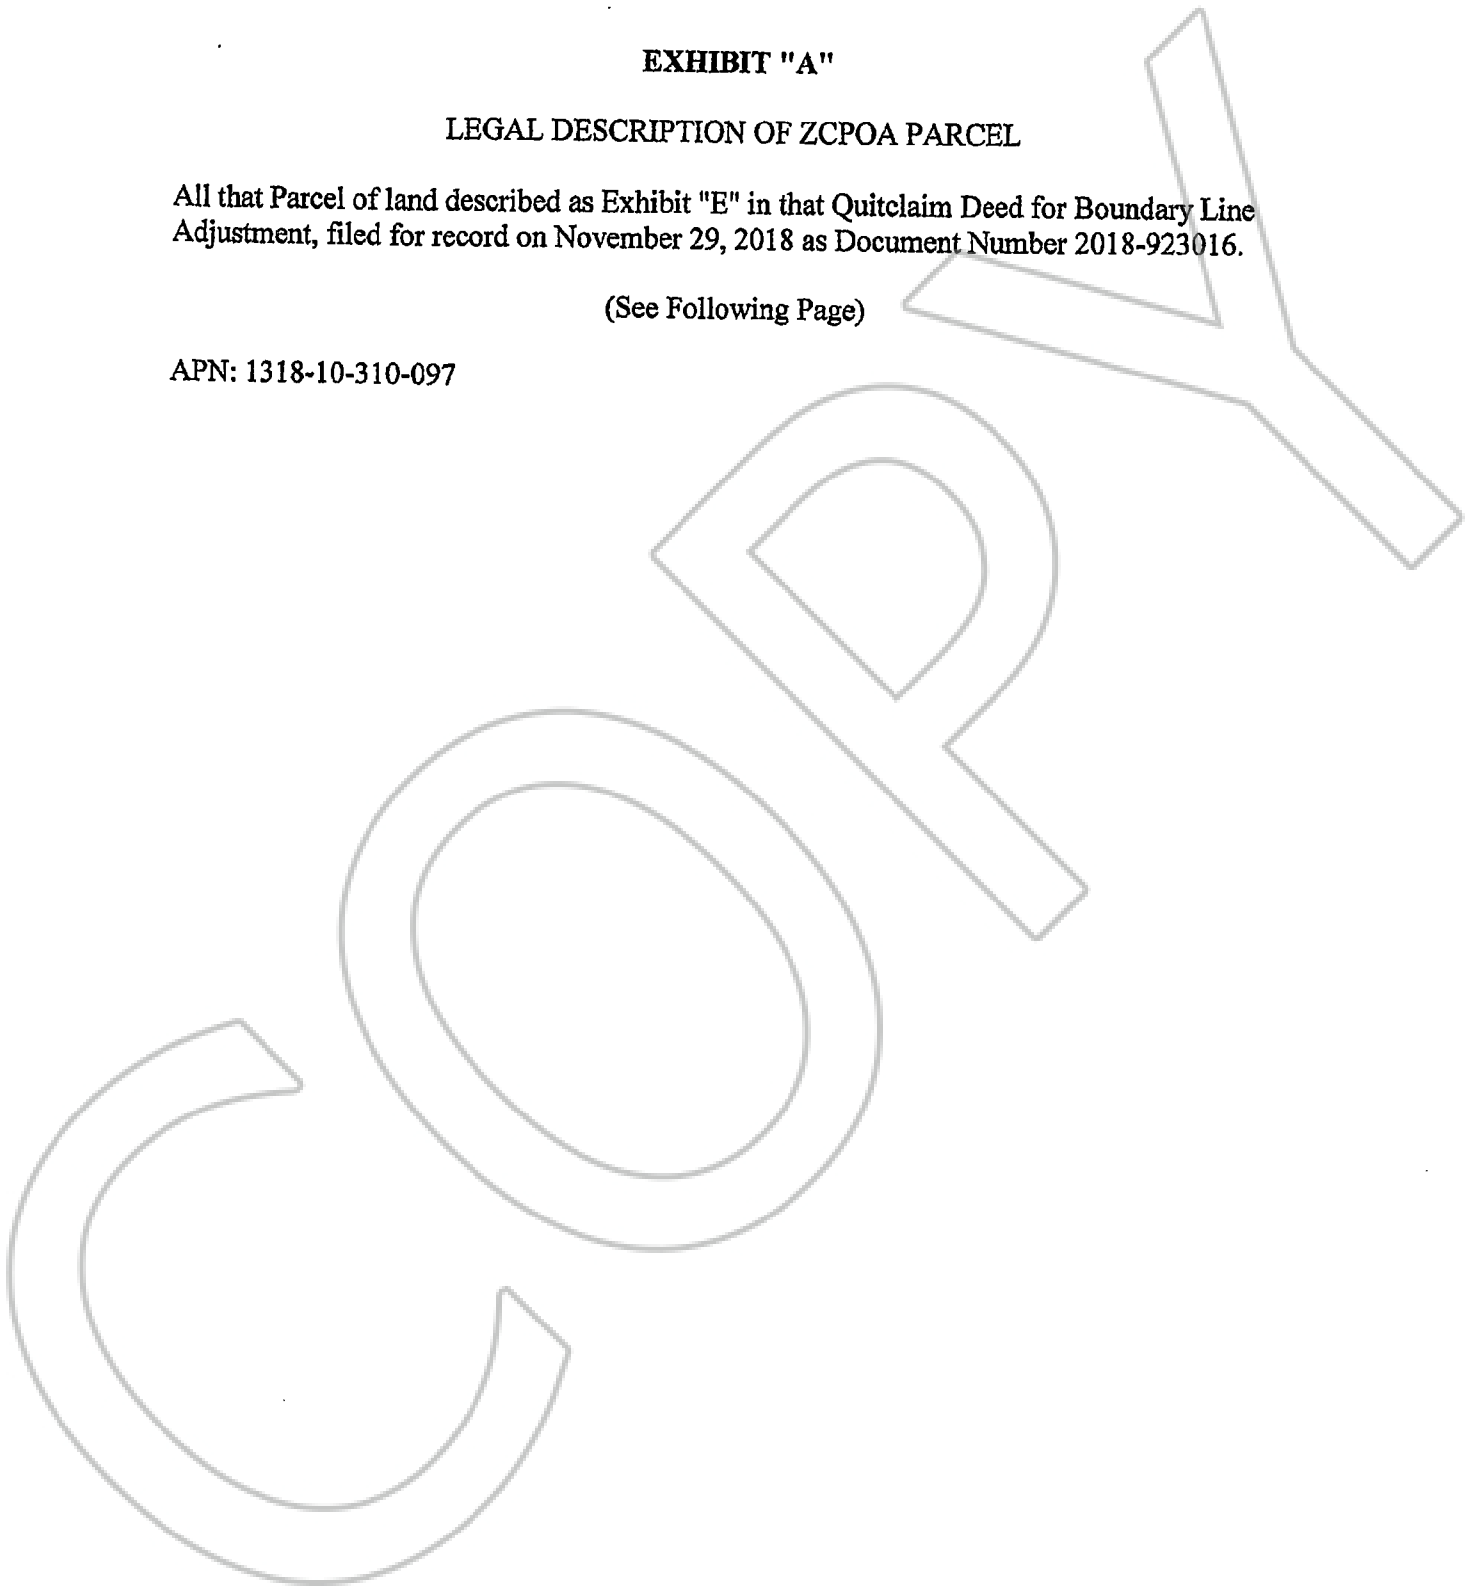 EXHIBIT "A"
LEGAL DESCRIPTION OF ZCPOA PARCEL
All that Parcel of land described as Exhibit "E" in that Quitclaim Deed for Boundary Line
Adjustment, filed for record on November 29, 2018 as Document Number 2018-923016.
(See Following Page)
APN: 1318-10-310-097
COPY